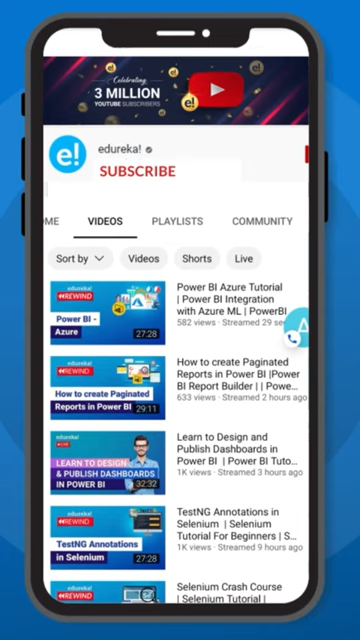 Celebrating
3 MILLION
YOUTUBE SUBSCRIBERS
e!
edureka!
SUBSCRIBE
OME
VIDEOS
PLAYLISTS
COMMUNITY
Sort by
Videos
Shorts
Live
edureka!
REWIND
Power BI -
Azure
27:28
Power BI Azure Tutorial
| Power BI Integration
with Azure ML | PowerBI
582 views · Streamed 29 se
A
edureka!
REWIND
How to create Paginated
Reports in Power BI
29:11
How to create Paginated
Reports in Power BI |Power
BI Report Builder | | Powe...
633 views · Streamed 2 hours ago
edureka!
LIVE
LEARN TO DESIGN
& PUBLISH DASHBOARDS
IN POWER BI
32:32
Learn to Design and
Publish Dashboards in
Power BI | Power BI Tuto...
1K views · Streamed 3 hours ago
edureka!
REWIND
TestNG Annotations
in Selenium
27:28
TestNG Annotations in
Selenium | Selenium
Tutorial For Beginners | S...
1K views · Streamed 9 hours ago
edureka!
REWIND
Selenium Crash Course
| Selenium Tutorial |